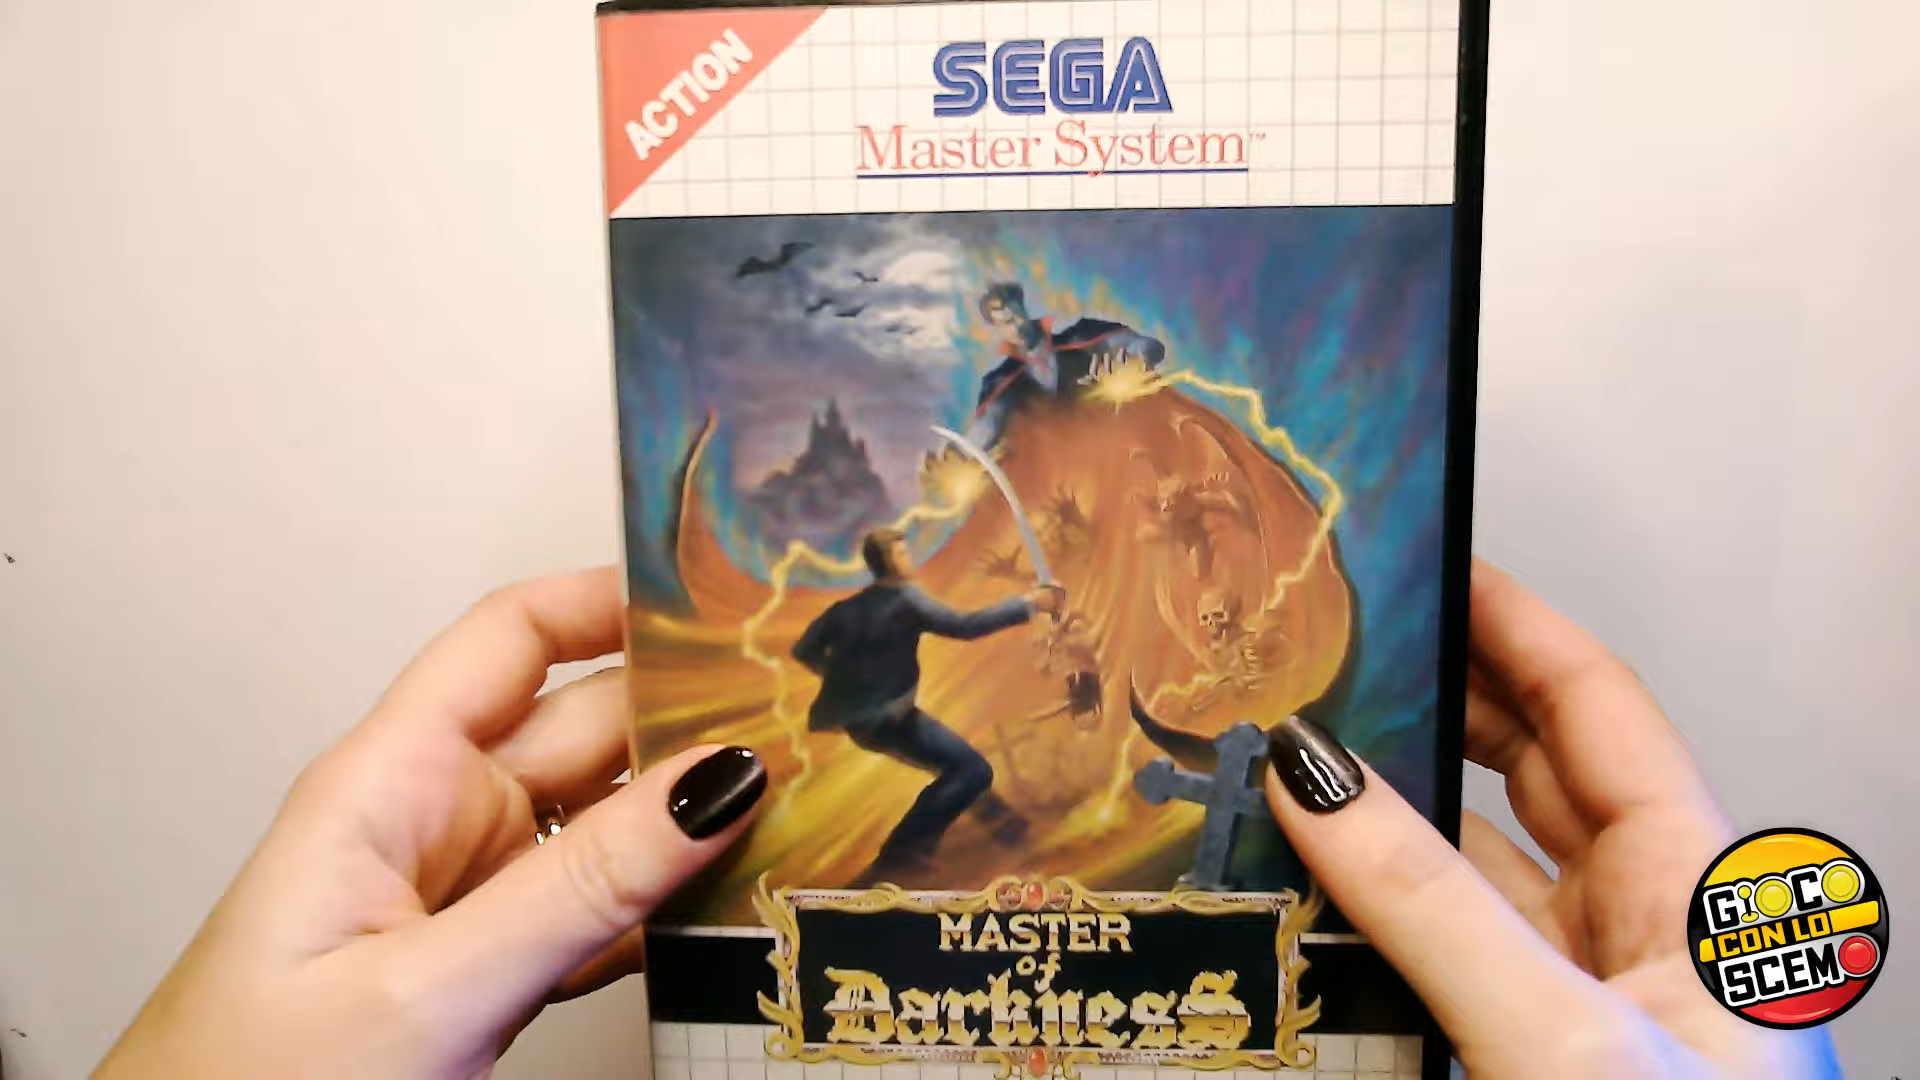 ACTION
SEGA
Master System™
MASTER
of
Darkness
GIOCO
CON LO
SCEMO